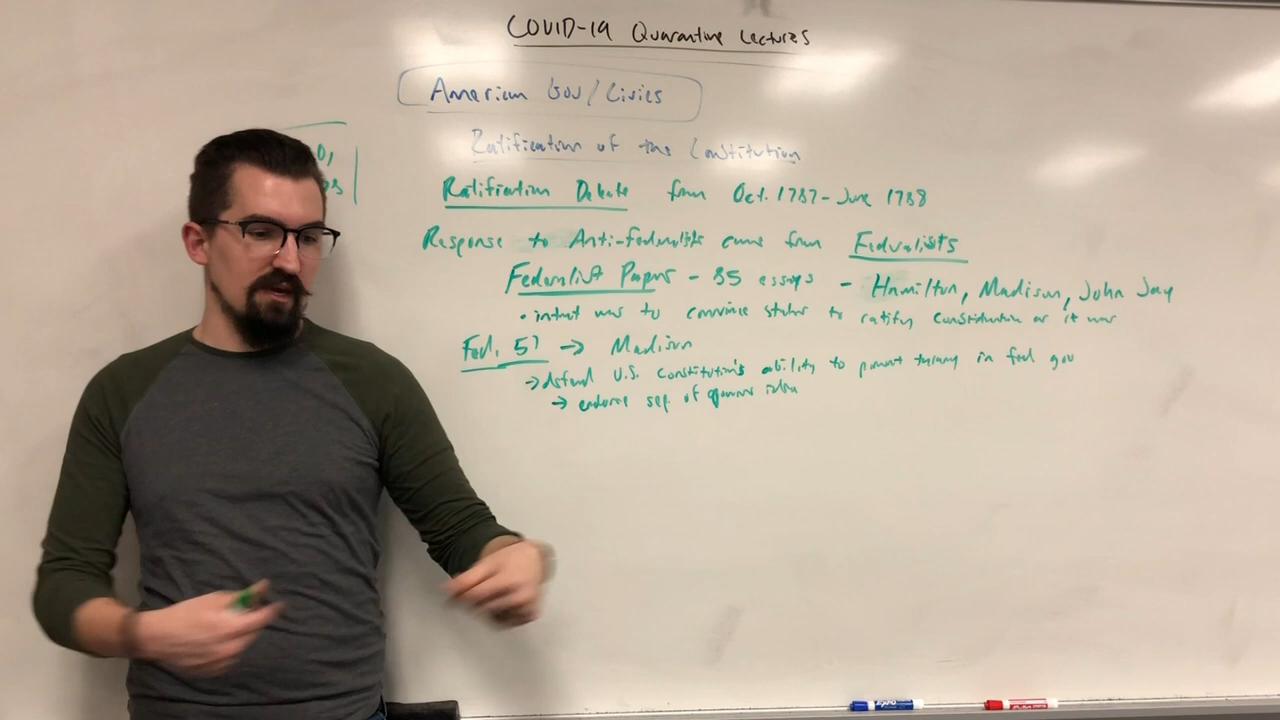 COVID-19 Quarantine Lectures
American Gov/Civics
Ratification of the Constitution
Ratification Debate from Oct. 1787-June 1788
Response to Anti-Federalists came from Federalists
Federalist Papers - 85 essays - Hamilton, Madison, John Jay
• intent was to convince states to ratify Constitution as it was
Fed. 51 → Madison
→ defend U.S. Constitution's ability to prevent tyranny in fed gov
→ endorse sep. of powers idea
EXPO